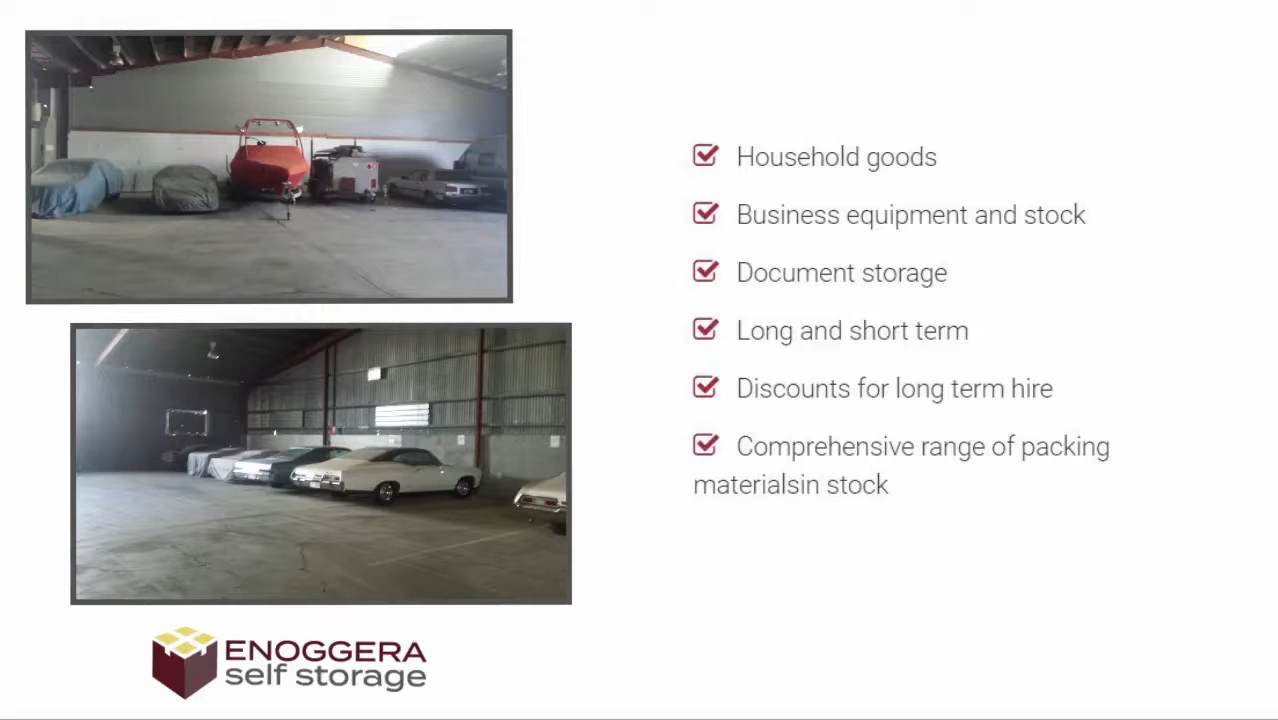 Household goods
Business equipment and stock
Document storage
Long and short term
Discounts for long term hire
Comprehensive range of packing
materialsin stock
ENOGGERA
self storage